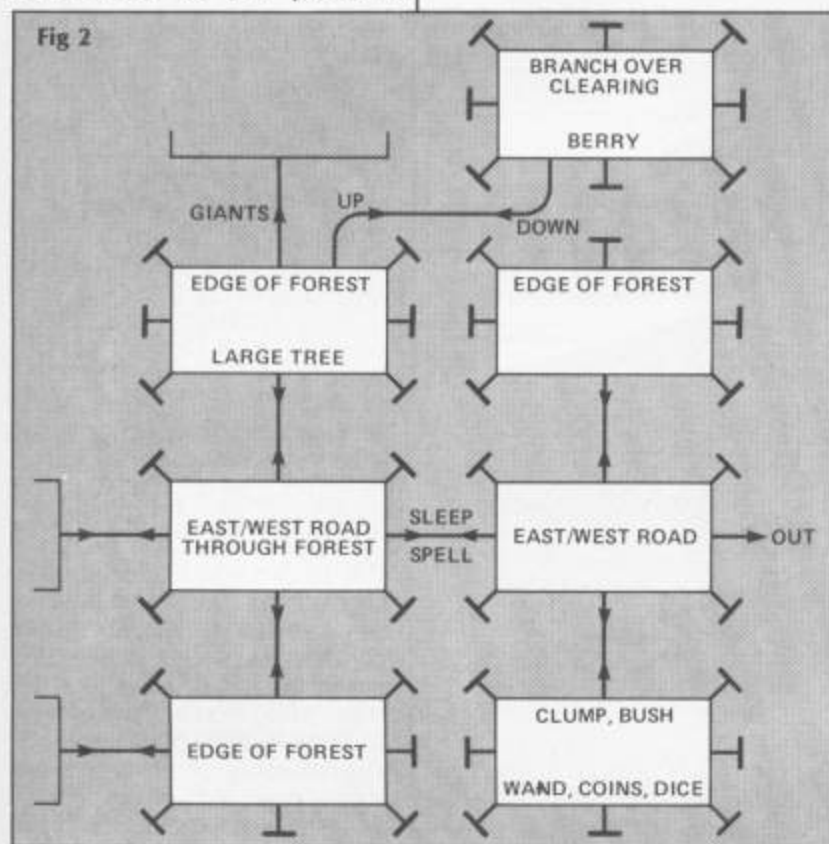 Fig 2
BRANCH OVER
CLEARING
BERRY
GIANTS
UP
DOWN
EDGE OF FOREST
LARGE TREE
EDGE OF FOREST
EAST/WEST ROAD
THROUGH FOREST
SLEEP
SPELL
EAST/WEST ROAD
OUT
EDGE OF FOREST
CLUMP, BUSH
WAND, COINS, DICE